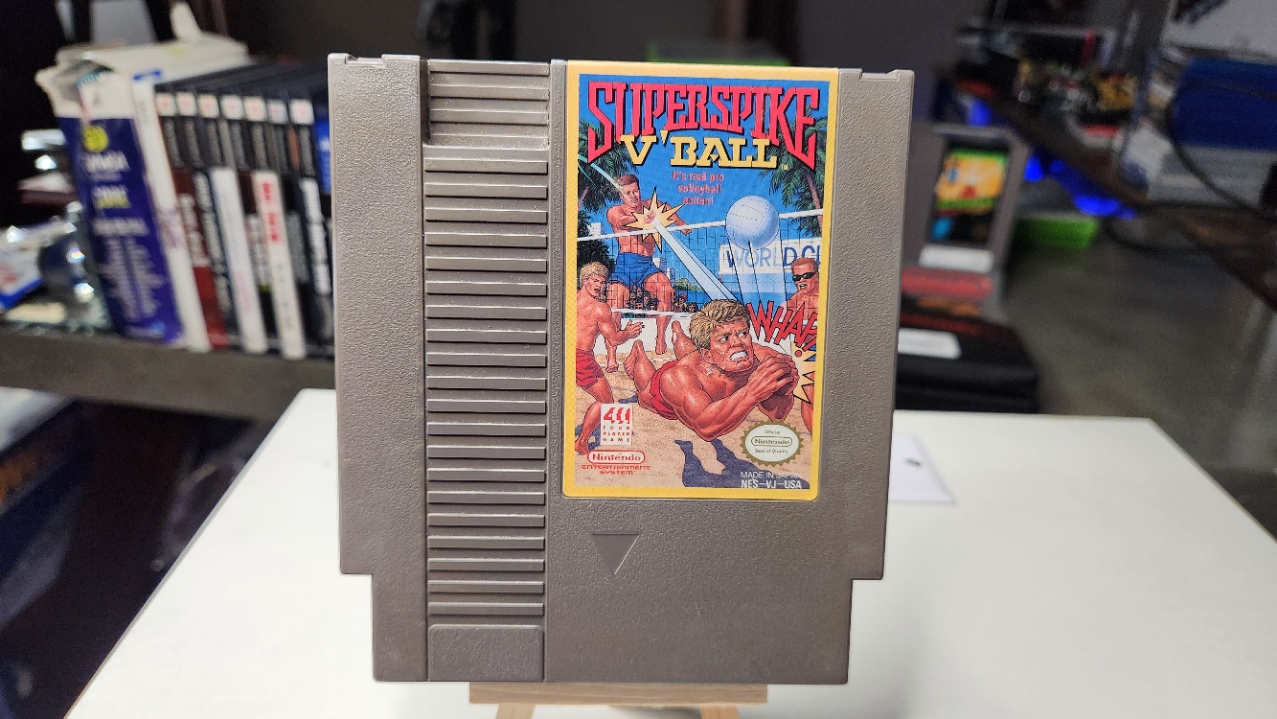 SUPERSPIKE
V'BALL
It's real pro
volleyball
action!
WORLD CU
WHAP
FOUR
PLAYER
GAME
Nintendo
ENTERTAINMENT
SYSTEM
Official
Nintendo
Seal of Quality
MADE IN JAPAN
NES-VJ-USA